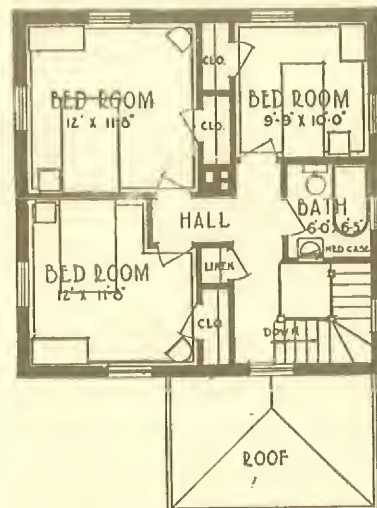 CLO.
BED ROOM
12' X 11'-8"
CLO.
BED ROOM
9'-9" X 10'-0"
HALL
BATH
6'-0" 6'-5"
MED CASE
BED ROOM
12' X 11'-8"
LINEN
CLO
DOWN
ROOF